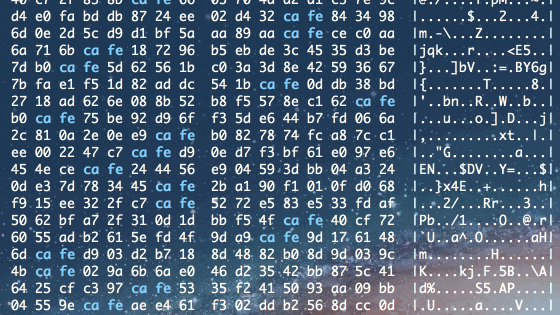 d4 e0 fa bd db 87 24 ee 02 d4 32 ca fe 84 34 98 |......$...2...4.
6d 0e 2d 5c d9 d1 bf 5a aa 89 aa ca fe ce c0 aa |m.-\...Z........
6a 71 6b ca fe 18 72 96 b5 eb de 3c 45 35 d3 be |jqk...r....<E5..
7d b0 ca fe 5d 62 56 1b c0 3a 3d 8e 42 59 36 67 |}...]bV..:=.BY6g
7b fa e1 f5 1d 82 ad dc 54 1b ca fe 0d db 38 bd |{.......T.....8.
27 18 ad 62 6e 08 8b 52 b8 f5 57 8e c1 62 ca fe |'..bn..R..W..b..
b0 ca fe 75 be 92 d9 6f f3 5d e6 44 b7 fd 06 6a |...u...o.].D...j|
2c 81 0a 2e 0e e9 ca fe b0 82 78 74 fc a8 7c c1 |,.........xt..|.
ee 00 22 47 c7 ca fe d9 0e d7 f3 bf 61 e0 97 e6 |.."G........a...
45 4e ce ca fe 24 44 56 e9 04 59 3d bb 04 a3 24 |EN...$DV..Y=...$|
0d e3 7d 78 34 45 ca fe 2b a1 90 f1 01 0f d0 68 |..}x4E..+......h|
f9 15 ee 32 2f c7 ca fe 52 72 e5 83 e5 33 fd af |...2/...Rr...3..
50 62 bf a7 2f 31 0d 1d bb f5 4f ca fe 40 cf 72 |Pb../1....O..@.r|
60 55 ad b2 61 5e fd 4f 9d a9 ca fe 9d 17 61 48 |`U..a^.O......aH|
6d ca fe d9 03 d2 b7 18 8d 48 82 b0 8d 9d 03 9c |m........H......
4b ca fe 02 9a 6b 6a e0 46 d2 35 42 bb 87 5c 41 |K....kj.F.5B..\A|
64 25 cf c3 97 ca fe 53 35 f2 41 50 93 aa 09 bb |d%.....S5.AP....
04 55 9e ca fe ae e4 61 f3 02 dd b2 56 8d cc 0d |.U.....a....V...